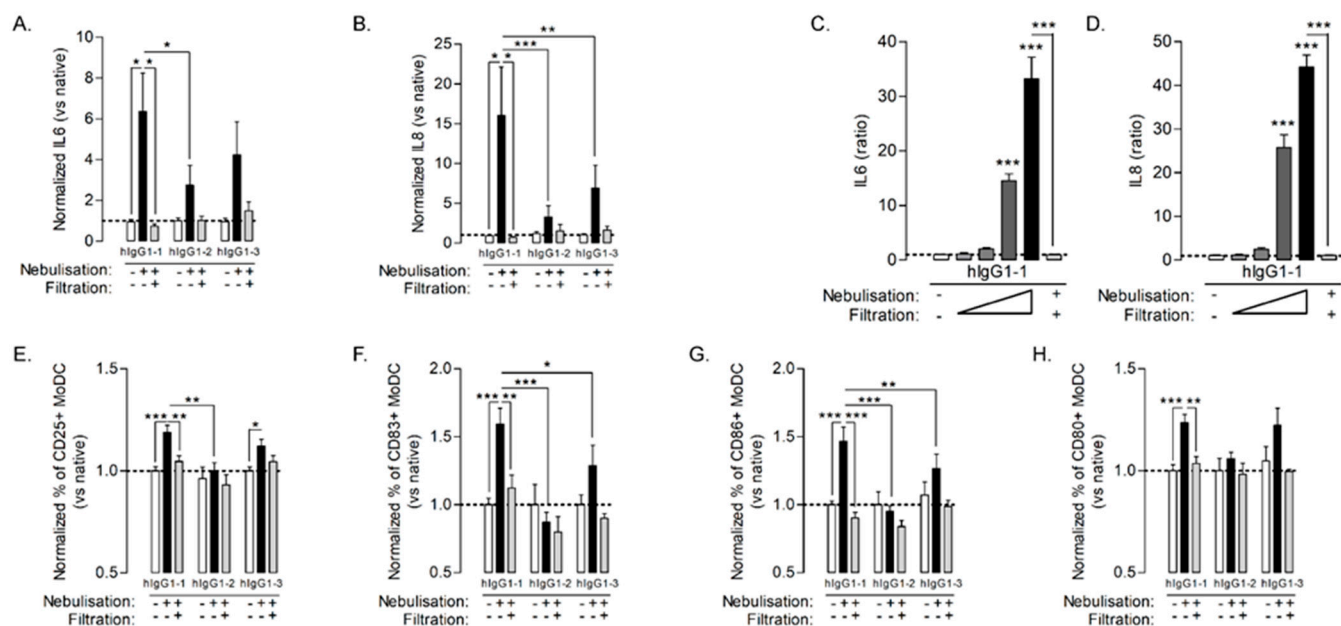 A.
Normalized IL6 (vs native)
10
8
6
4
2
0
* *
*
hIgG1-1 hIgG1-2 hIgG1-3
Nebulisation: - + + - + + - + +
Filtration: - - + - - + - - +
B.
Normalized IL8 (vs native)
25
20
15
10
5
0
* *
***
**
hIgG1-1 hIgG1-2 hIgG1-3
Nebulisation: - + + - + + - + +
Filtration: - - + - - + - - +
C.
IL6 (ratio)
40
30
20
10
0
***
***
***
hIgG1-1
Nebulisation: - +
Filtration: - +
D.
IL8 (ratio)
50
40
30
20
10
0
***
***
***
hIgG1-1
Nebulisation: - +
Filtration: - +
E.
Normalized % of CD25+ MoDC
(vs native)
1.5
1.0
0.5
*** **
**
*
hIgG1-1 hIgG1-2 hIgG1-3
Nebulisation: - + + - + + - + +
Filtration: - - + - - + - - +
F.
Normalized % of CD83+ MoDC
(vs native)
2.0
1.5
1.0
0.5
*** **
***
*
hIgG1-1 hIgG1-2 hIgG1-3
Nebulisation: - + + - + + - + +
Filtration: - - + - - + - - +
G.
Normalized % of CD86+ MoDC
(vs native)
2.0
1.5
1.0
0.5
*** ***
***
**
hIgG1-1 hIgG1-2 hIgG1-3
Nebulisation: - + + - + + - + +
Filtration: - - + - - + - - +
H.
Normalized % of CD80+ MoDC
(vs native)
1.5
1.0
0.5
*** **
hIgG1-1 hIgG1-2 hIgG1-3
Nebulisation: - + + - + + - + +
Filtration: - - + - - + - - +